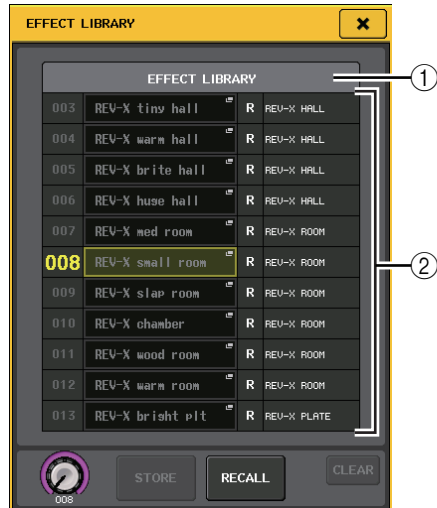 EFFECT LIBRARY
×
EFFECT LIBRARY
①
003 REV-X tiny hall R REV-X HALL
004 REV-X warm hall R REV-X HALL
005 REV-X brite hall R REV-X HALL
006 REV-X huge hall R REV-X HALL
007 REV-X med room R REV-X ROOM
008 REV-X small room R REV-X ROOM
②
009 REV-X slap room R REV-X ROOM
010 REV-X chamber R REV-X ROOM
011 REV-X wood room R REV-X ROOM
012 REV-X warm room R REV-X ROOM
013 REV-X bright plt R REV-X PLATE
008
STORE
RECALL
CLEAR